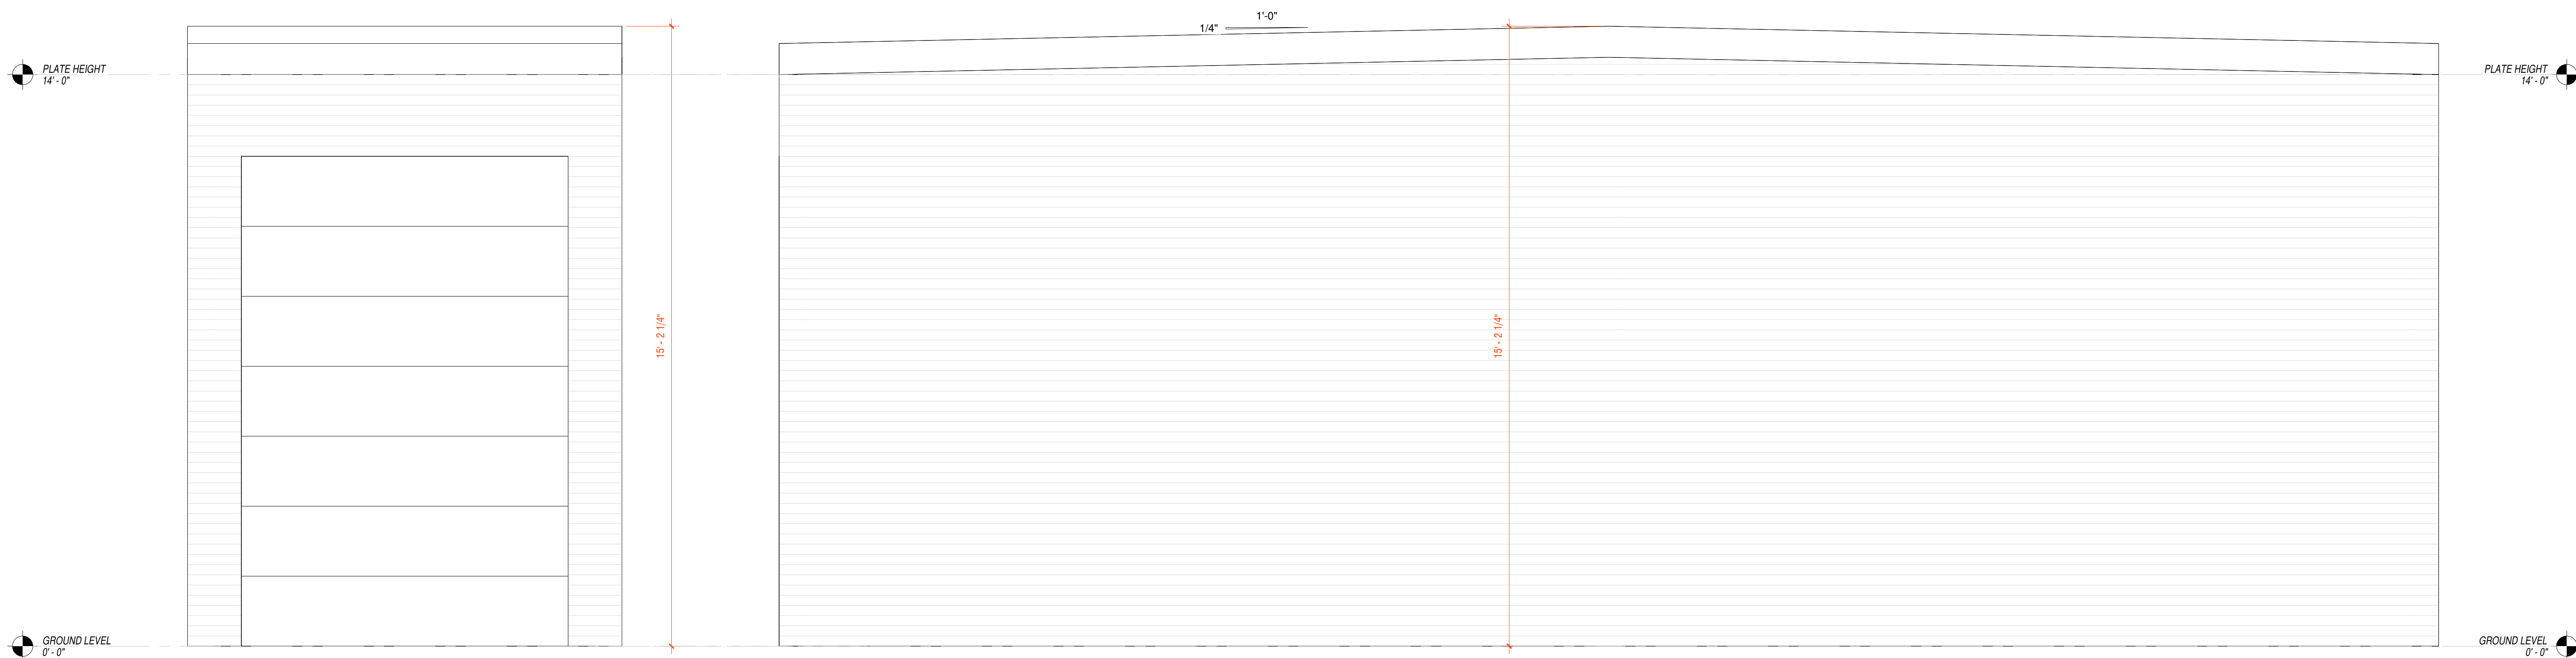 1'-0"
1/4"
PLATE HEIGHT
14' - 0"
PLATE HEIGHT
14' - 0"
15' - 2 1/4"
15' - 2 1/4"
GROUND LEVEL
0' - 0"
GROUND LEVEL
0' - 0"